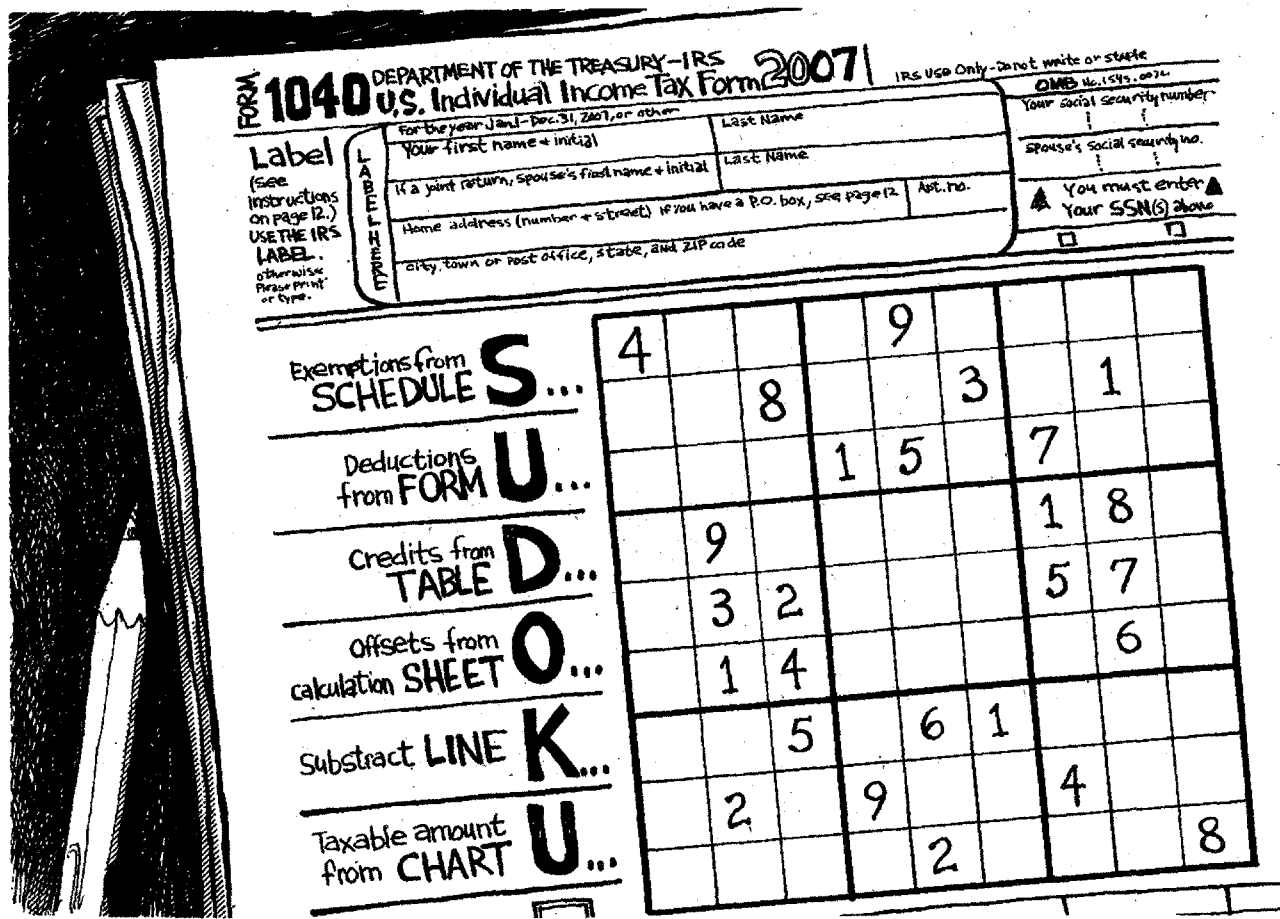 FORM 1040 DEPARTMENT OF THE TREASURY-IRS 2007
U.S. Individual Income Tax Form
IRS Use Only-Do not write or staple
Label
(see
instructions
on page 12.)
USE THE IRS
LABEL.
otherwise
Please print
or type.
LABEL HERE
For the year Jan.1-Dec.31, 2007, or other
Your first name + initial
Last Name
If a joint return, spouse's first name + initial
Last Name
Home address (number + street) If you have a P.O. box, see page 12
Apt. no.
City, town or Post office, state, and ZIP code
OMB No. 1545-0074
Your social security number
Spouse's social security no.
You must enter
Your SSN(s) above
Exemptions from
SCHEDULE S...
Deductions
from FORM U...
Credits from
TABLE D...
Offsets from
calculation SHEET O...
Substract LINE K...
Taxable amount
from CHART U...
4 9
8 3 1
1 5 7
9 1 8
3 2 5 7
1 4 6
5 6 1
2 9 4
2 8